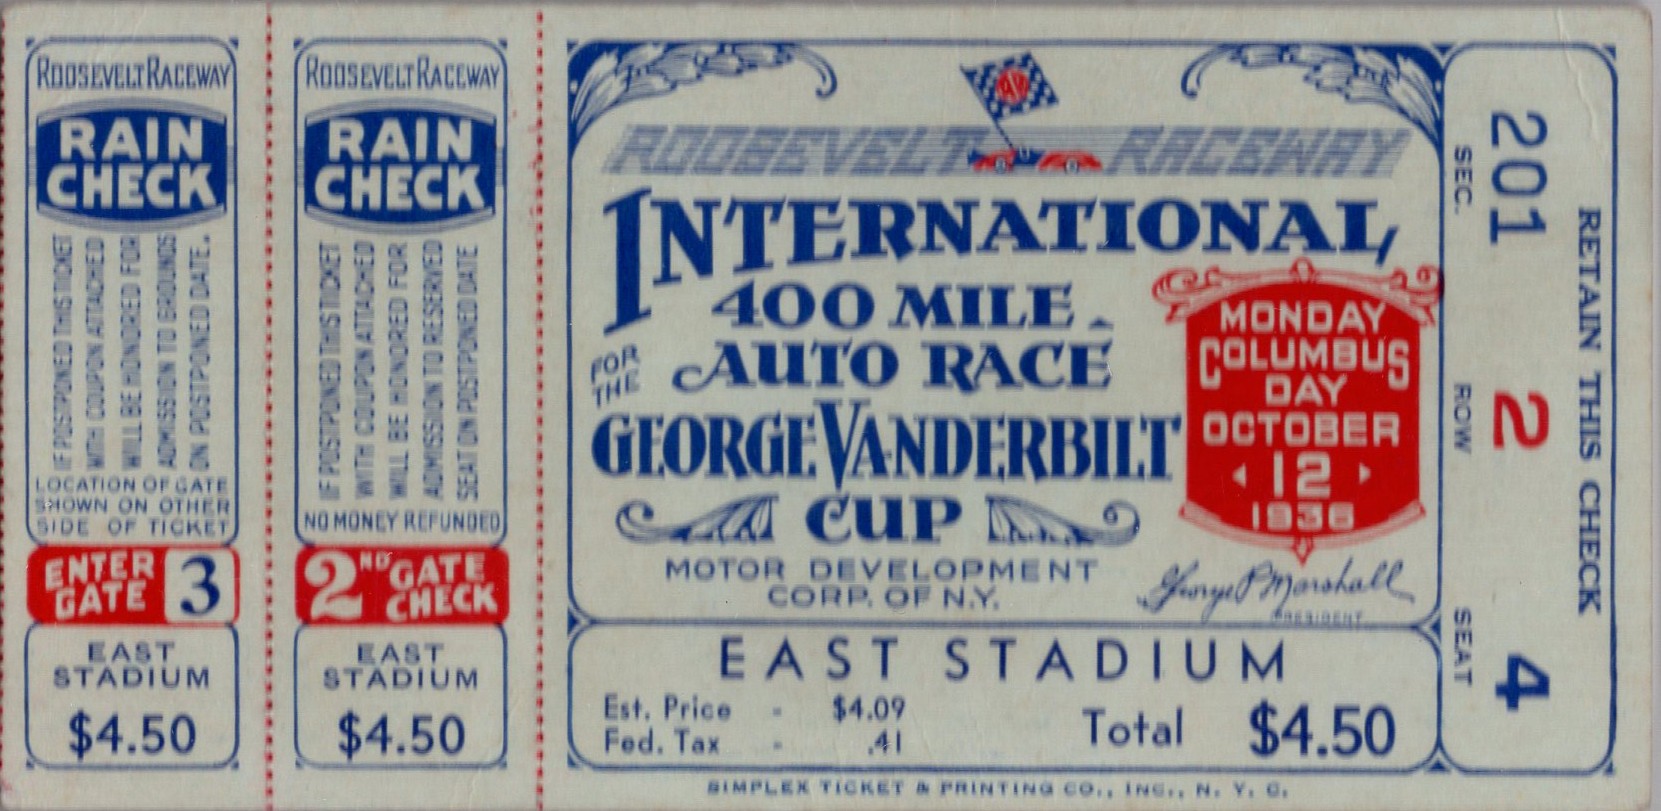 ROOSEVELT RACEWAY
RAIN
CHECK
IF POSTPONED THIS TICKET
WITH COUPON ATTACHED
WILL BE HONORED FOR
ADMISSION TO GROUNDS
ON POSTPONED DATE.
LOCATION OF GATE
SHOWN ON OTHER
SIDE OF TICKET
ENTER
GATE 3
EAST
STADIUM
$4.50
ROOSEVELT RACEWAY
RAIN
CHECK
IF POSTPONED THIS TICKET
WITH COUPON ATTACHED
WILL BE HONORED FOR
ADMISSION TO RESERVED
SEAT ON POSTPONED DATE
NO MONEY REFUNDED
2ND GATE
CHECK
EAST
STADIUM
$4.50
ROOSEVELT RACEWAY
INTERNATIONAL
400 MILE
AUTO RACE
FOR
THE
GEORGE VANDERBILT
CUP
MOTOR DEVELOPMENT
CORP. OF N.Y.
MONDAY
COLUMBUS
DAY
OCTOBER
12
1936
George P. Marshall
PRESIDENT
EAST STADIUM
Est. Price - $4.09
Fed. Tax - .41
Total $4.50
SIMPLEX TICKET & PRINTING CO., INC., N. Y. C.
RETAIN THIS CHECK
201 2 4
SEC. ROW SEAT